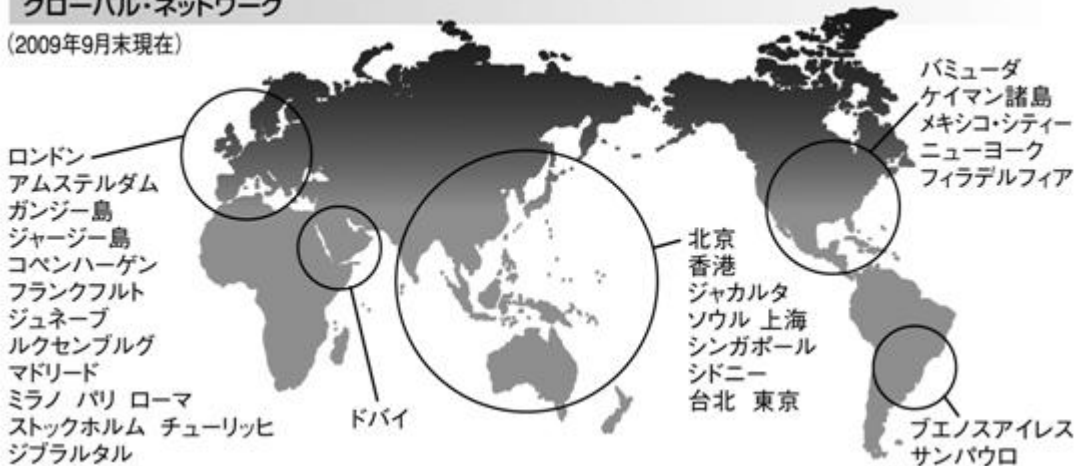 グローバル・ネットワーク
(2009年9月末現在)
ロンドン
アムステルダム
ガンジー島
ジャージー島
コペンハーゲン
フランクフルト
ジュネーブ
ルクセンブルグ
マドリード
ミラノ パリ ローマ
ストックホルム チューリッヒ
ジブラルタル
ドバイ
北京
香港
ジャカルタ
ソウル 上海
シンガポール
シドニー
台北 東京
バミューダ
ケイマン諸島
メキシコ・シティー
ニューヨーク
フィラデルフィア
ブエノスアイレス
サンパウロ